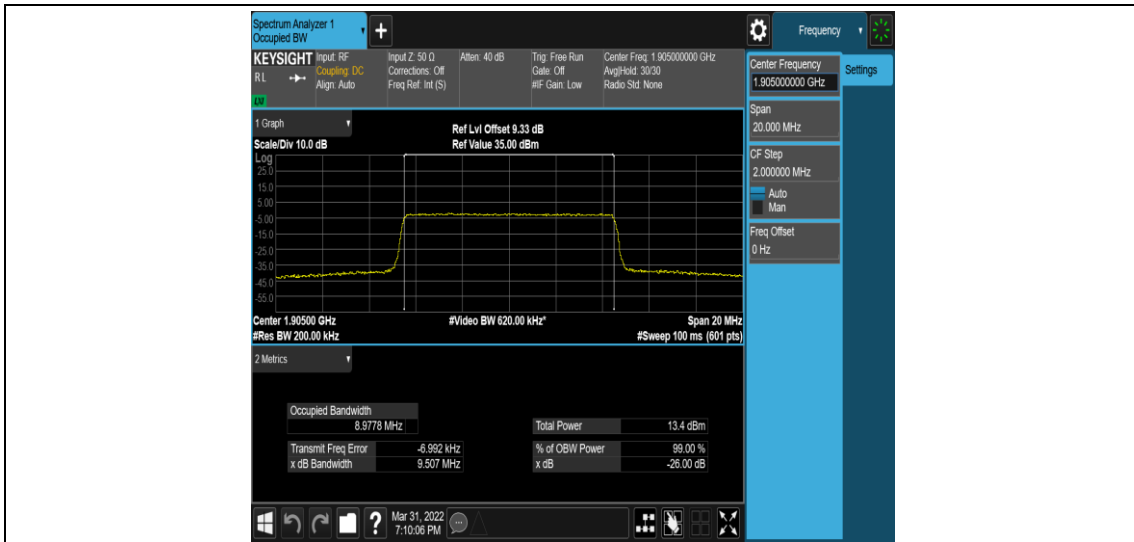 Spectrum Analyzer 1
Occupied BW
+
Frequency
KEYSIGHT
RL
LXI
Input: RF
Coupling: DC
Align: Auto
Input Z: 50 Ω
Corrections: Off
Freq Ref: Int (S)
Atten: 40 dB
Trig: Free Run
Gate: Off
#IF Gain: Low
Center Freq: 1.905000000 GHz
Avg|Hold: 30/30
Radio Std: None
Center Frequency
1.905000000 GHz
Settings
Span
20.000 MHz
CF Step
2.000000 MHz
Auto
Man
Freq Offset
0 Hz
1 Graph
Ref Lvl Offset 9.33 dB
Scale/Div 10.0 dB
Ref Value 35.00 dBm
Log
25.0
15.0
5.00
-5.00
-15.0
-25.0
-35.0
-45.0
-55.0
Center 1.90500 GHz
#Video BW 620.00 kHz*
Span 20 MHz
#Res BW 200.00 kHz
#Sweep 100 ms (601 pts)
2 Metrics
Occupied Bandwidth
8.9778 MHz
Total Power 13.4 dBm
Transmit Freq Error -6.992 kHz
% of OBW Power 99.00 %
x dB Bandwidth 9.507 MHz
x dB -26.00 dB
?
Mar 31, 2022
7:10:06 PM